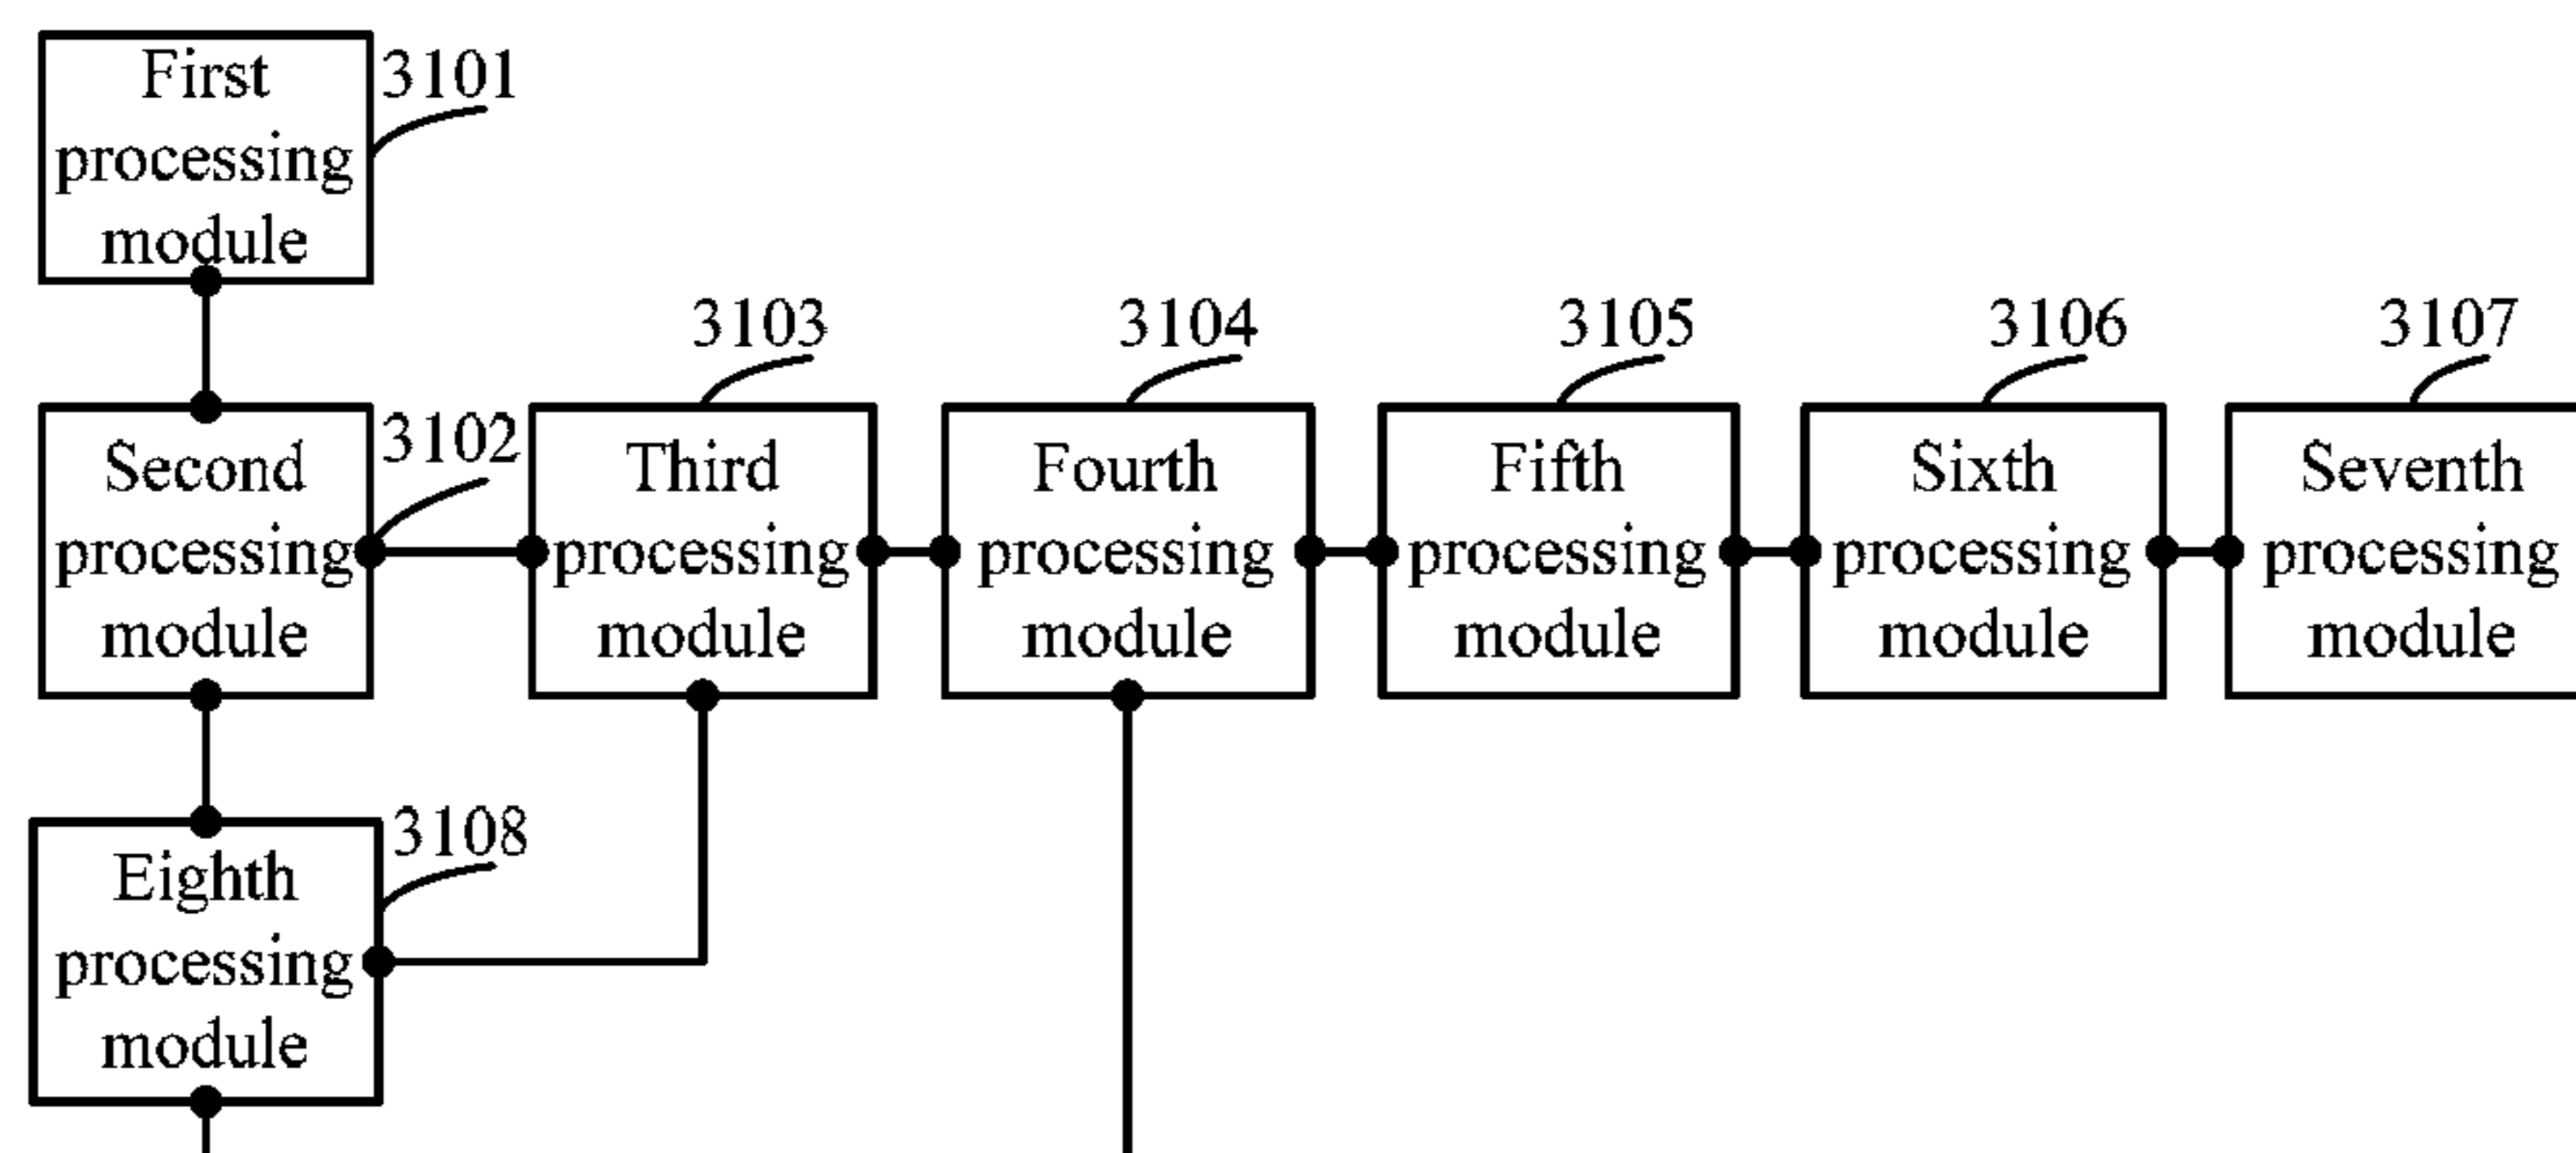 First
processing
module
3101
Second
processing
module
3102
3103
Third
processing
module
3104
Fourth
processing
module
3105
Fifth
processing
module
3106
Sixth
processing
module
3107
Seventh
processing
module
Eighth
processing
module
3108